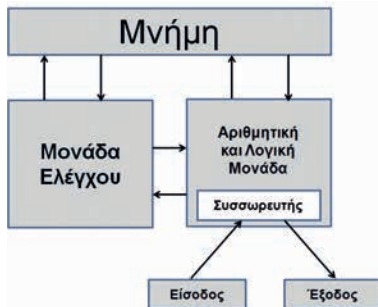 Μνήμη
Μονάδα
Ελέγχου
Αριθμητική
και Λογική
Μονάδα
Συσσωρευτής
Είσοδος
Έξοδος